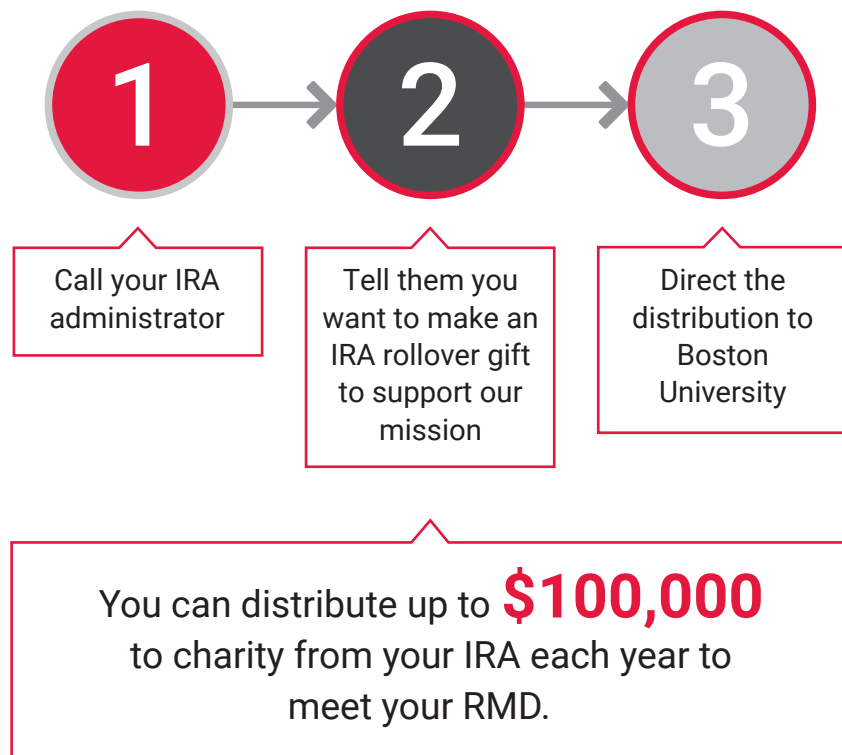 1
2
3
Call your IRA
administrator
Tell them you
want to make an
IRA rollover gift
to support our
mission
Direct the
distribution to
Boston
University
You can distribute up to $100,000
to charity from your IRA each year to
meet your RMD.